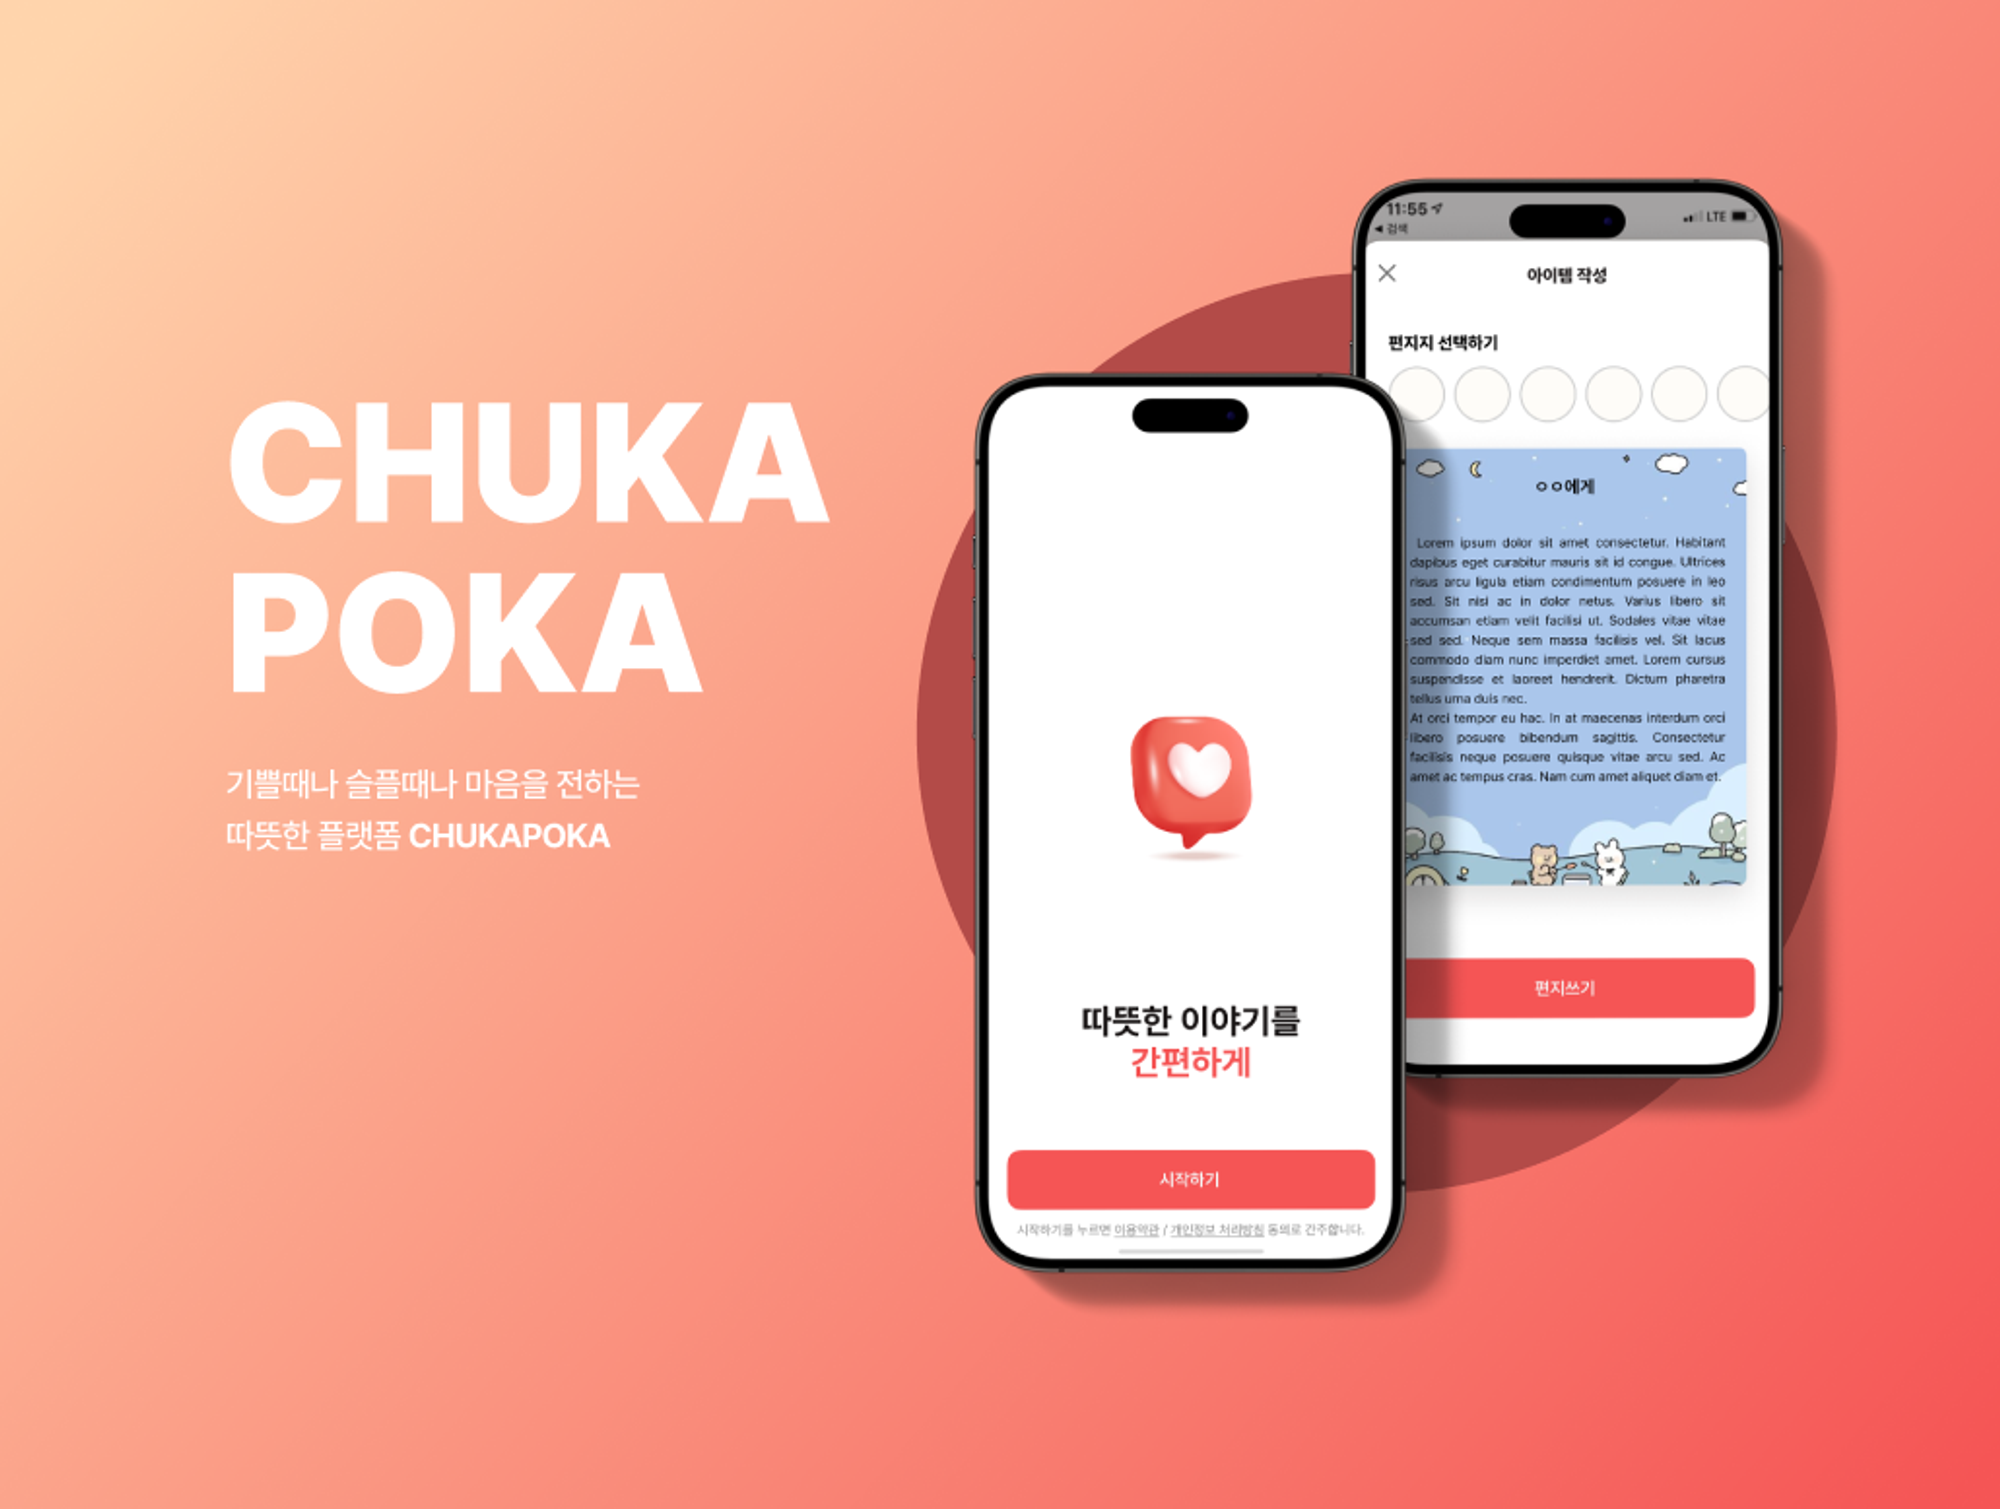 CHUKA
POKA
기쁠때나 슬플때나 마음을 전하는
따뜻한 플랫폼 CHUKAPOKA
따뜻한 이야기를
간편하게
시작하기
시작하기를 누르면 이용약관 / 개인정보 처리방침 동의로 간주합니다.
11:55
LTE
◀ 검색
아이템 작성
편지지 선택하기
ㅇㅇ에게
Lorem ipsum dolor sit amet consectetur. Habitant
dapibus eget curabitur mauris sit id congue. Ultrices
risus arcu ligula etiam condimentum posuere in leo
sed. Sit nisi ac in dolor netus. Varius libero sit
accumsan etiam velit facilisi ut. Sodales vitae vitae
sed sed. Neque sem massa facilisis vel. Sit lacus
commodo diam nunc imperdiet amet. Lorem cursus
suspendisse et laoreet hendrerit. Dictum pharetra
tellus urna duis nec.
At orci tempor eu hac. In at maecenas interdum orci
libero posuere bibendum sagittis. Consectetur
facilisis neque posuere quisque vitae arcu sed. Ac
amet ac tempus cras. Nam cum amet aliquet diam et.
편지쓰기